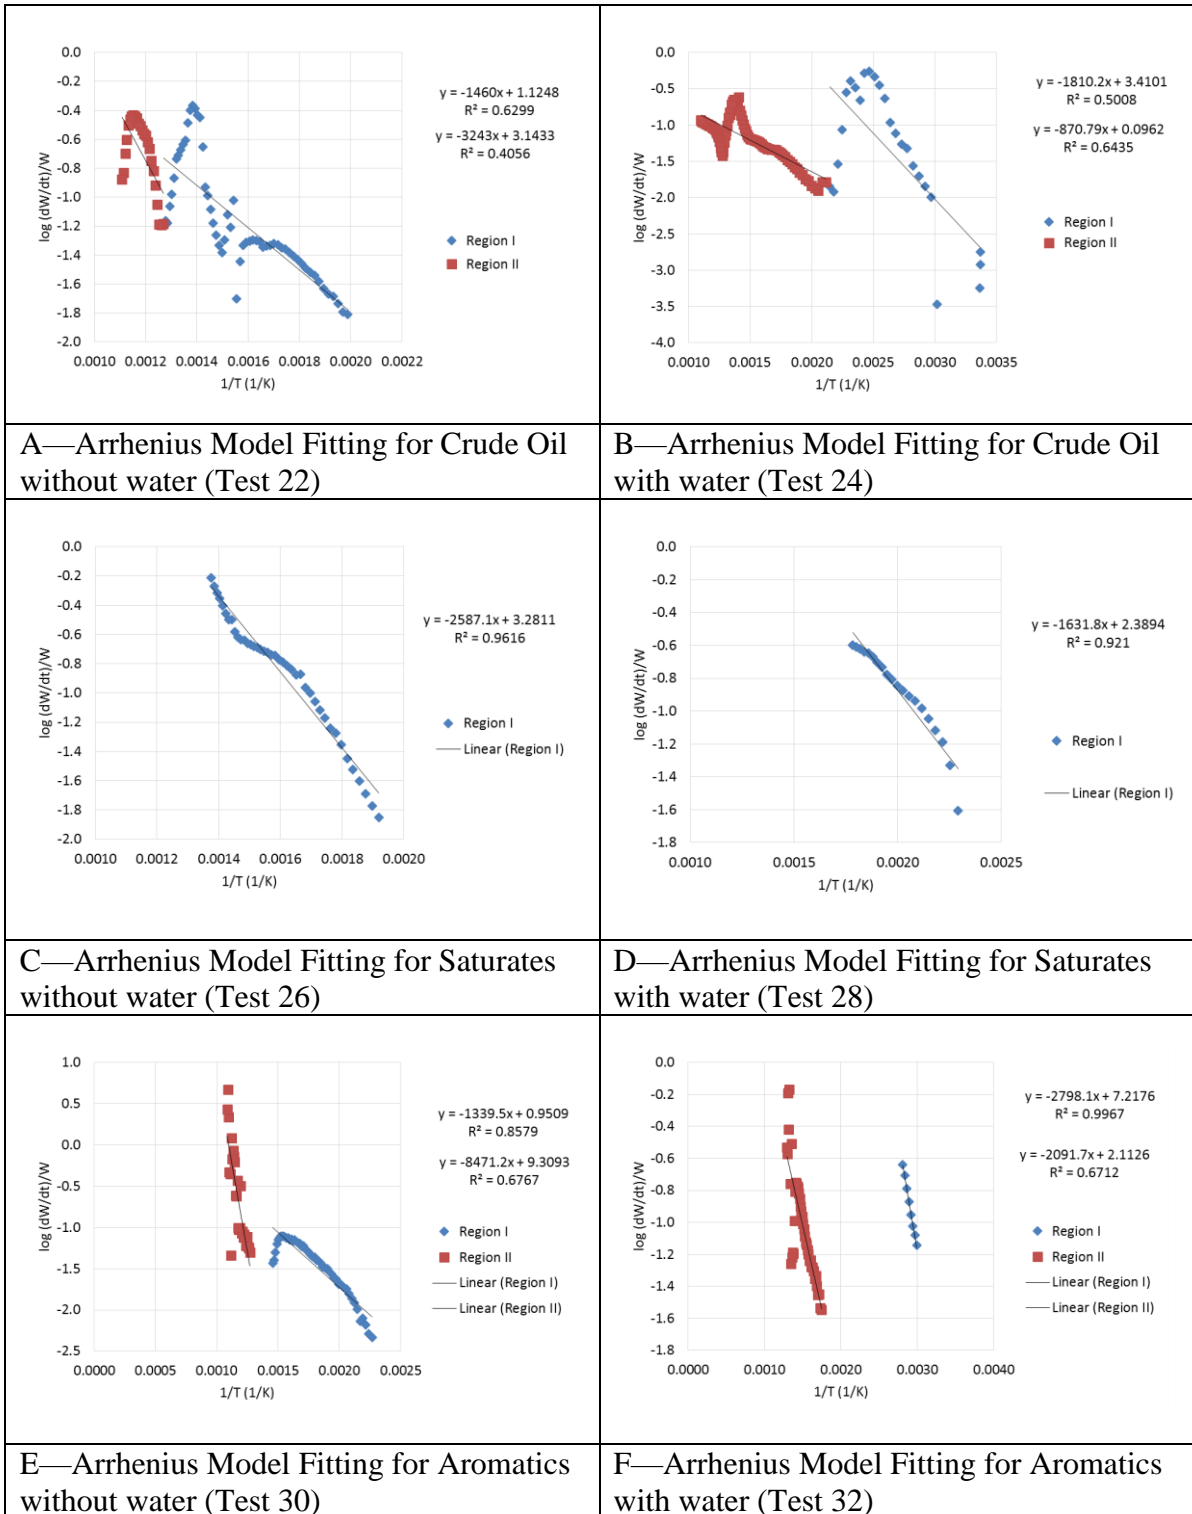 0.0
-0.2
-0.4
-0.6
-0.8
-1.0
-1.2
-1.4
-1.6
-1.8
-2.0
log (dW/dt)/W
0.0010 0.0012 0.0014 0.0016 0.0018 0.0020 0.0022
1/T (1/K)
y = -1460x + 1.1248
R² = 0.6299
y = -3243x + 3.1433
R² = 0.4056
Region I
Region II
0.0
-0.5
-1.0
-1.5
-2.0
-2.5
-3.0
-3.5
-4.0
log (dW/dt)/W
0.0010 0.0015 0.0020 0.0025 0.0030 0.0035
1/T (1/K)
y = -1810.2x + 3.4101
R² = 0.5008
y = -870.79x + 0.0962
R² = 0.6435
Region I
Region II
A—Arrhenius Model Fitting for Crude Oil
without water (Test 22)
B—Arrhenius Model Fitting for Crude Oil
with water (Test 24)
0.0
-0.2
-0.4
-0.6
-0.8
-1.0
-1.2
-1.4
-1.6
-1.8
-2.0
log (dW/dt)/W
0.0010 0.0012 0.0014 0.0016 0.0018 0.0020
1/T (1/K)
y = -2587.1x + 3.2811
R² = 0.9616
Region I
Linear (Region I)
0.0
-0.2
-0.4
-0.6
-0.8
-1.0
-1.2
-1.4
-1.6
-1.8
log (dW/dt)/W
0.0010 0.0015 0.0020 0.0025
1/T (1/K)
y = -1631.8x + 2.3894
R² = 0.921
Region I
Linear (Region I)
C—Arrhenius Model Fitting for Saturates
without water (Test 26)
D—Arrhenius Model Fitting for Saturates
with water (Test 28)
1.0
0.5
0.0
-0.5
-1.0
-1.5
-2.0
-2.5
log (dW/dt)/W
0.0000 0.0005 0.0010 0.0015 0.0020 0.0025
1/T (1/K)
y = -1339.5x + 0.9509
R² = 0.8579
y = -8471.2x + 9.3093
R² = 0.6767
Region I
Region II
Linear (Region I)
Linear (Region II)
0.0
-0.2
-0.4
-0.6
-0.8
-1.0
-1.2
-1.4
-1.6
-1.8
log (dW/dt)/W
0.0000 0.0010 0.0020 0.0030 0.0040
1/T (1/K)
y = -2798.1x + 7.2176
R² = 0.9967
y = -2091.7x + 2.1126
R² = 0.6712
Region I
Region II
Linear (Region I)
Linear (Region II)
E—Arrhenius Model Fitting for Aromatics
without water (Test 30)
F—Arrhenius Model Fitting for Aromatics
with water (Test 32)